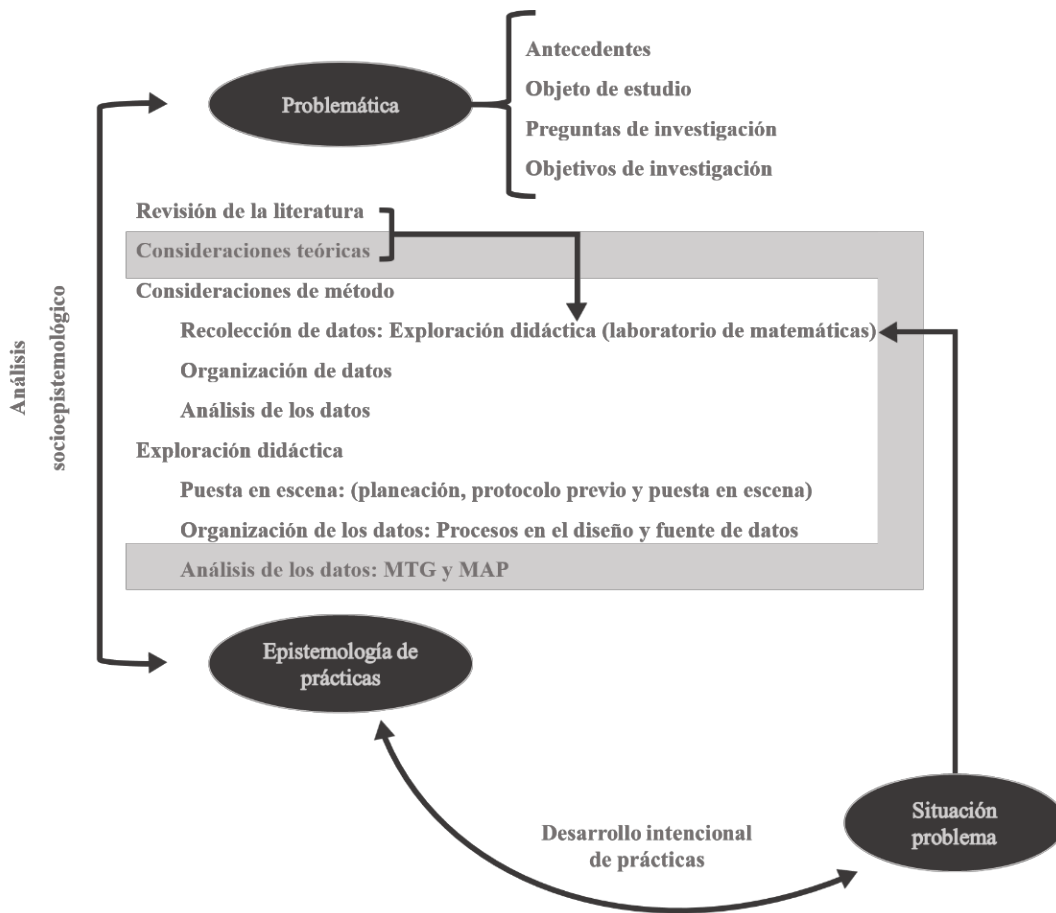 Problemática
Antecedentes
Objeto de estudio
Preguntas de investigación
Objetivos de investigación
Revisión de la literatura
Consideraciones teóricas
Consideraciones de método
Recolección de datos: Exploración didáctica (laboratorio de matemáticas)
Organización de datos
Análisis de los datos
Exploración didáctica
Puesta en escena: (planeación, protocolo previo y puesta en escena)
Organización de los datos: Procesos en el diseño y fuente de datos
Análisis de los datos: MTG y MAP
Análisis
socioepistemológico
Epistemología de
prácticas
Desarrollo intencional
de prácticas
Situación
problema